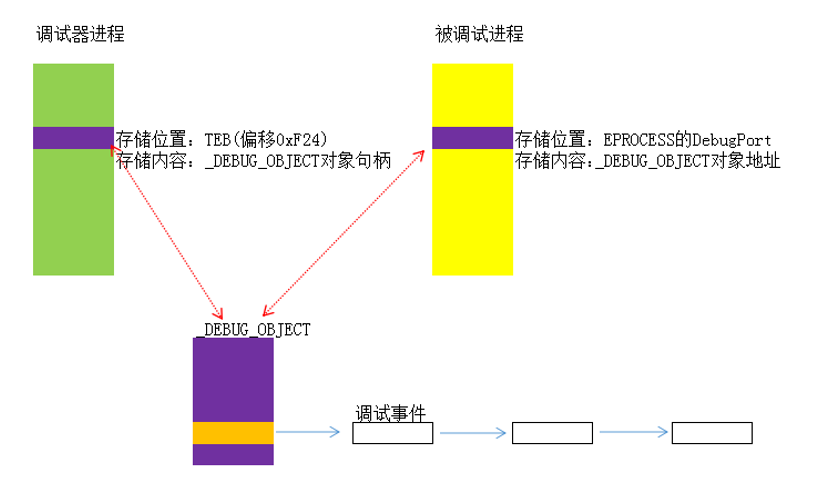 调试器进程
被调试进程
存储位置：TEB(偏移0xF24)
存储内容：_DEBUG_OBJECT对象句柄
存储位置：EPROCESS的DebugPort
存储内容:_DEBUG_OBJECT对象地址
_DEBUG_OBJECT
调试事件